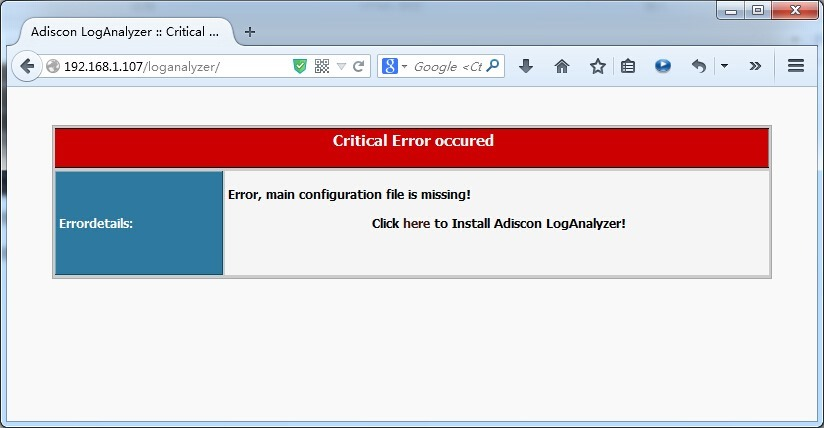 Adiscon LogAnalyzer :: Critical ...
192.168.1.107/loganalyzer/
Google <Ct
Critical Error occured
Errordetails:
Error, main configuration file is missing!
Click here to Install Adiscon LogAnalyzer!